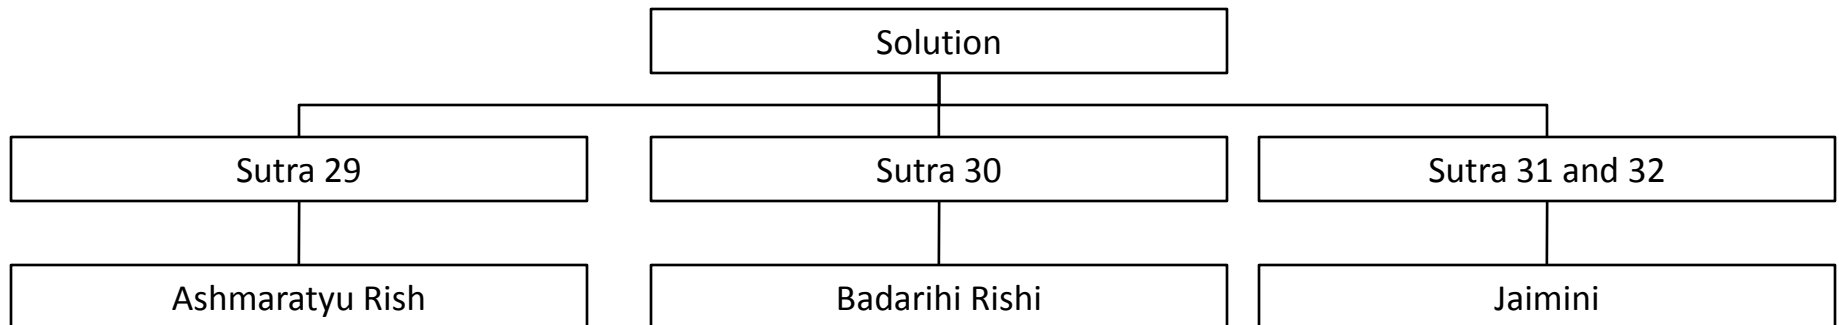 Solution
Sutra 29
Sutra 30
Sutra 31 and 32
Ashmaratyu Rish
Badarihi Rishi
Jaimini